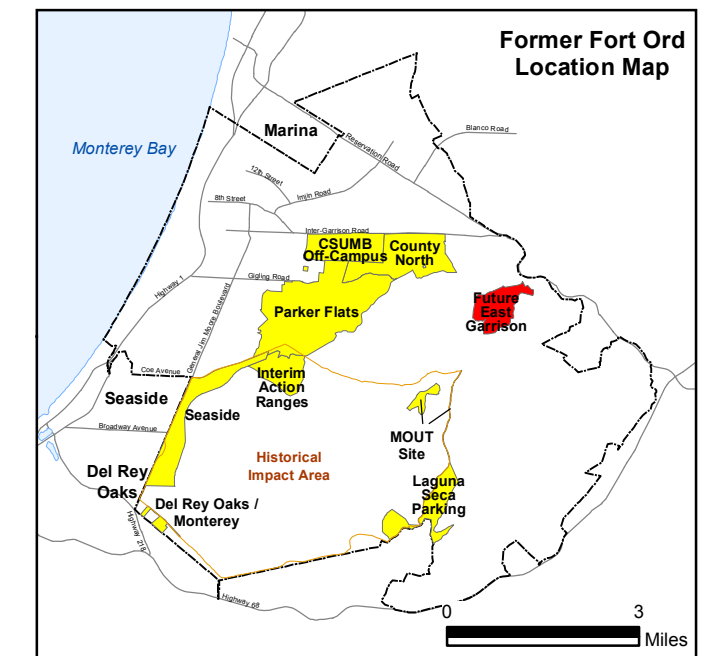 Former Fort Ord
Location Map
Marina
Blanco Road
Monterey Bay
Reservation Road
12th Street
Imjin Road
8th Street
Inter-Garrison Road
CSUMB
Off-Campus
County
North
Gigling Road
Highway 1
General Jim Moore Boulevard
Future
East
Garrison
Parker Flats
Coe Avenue
Interim
Action
Ranges
Seaside
Seaside
Broadway Avenue
MOUT
Site
Historical
Impact Area
Del Rey
Oaks
Laguna
Seca
Parking
Del Rey Oaks /
Monterey
Highway 218
Highway 68
0 3
Miles